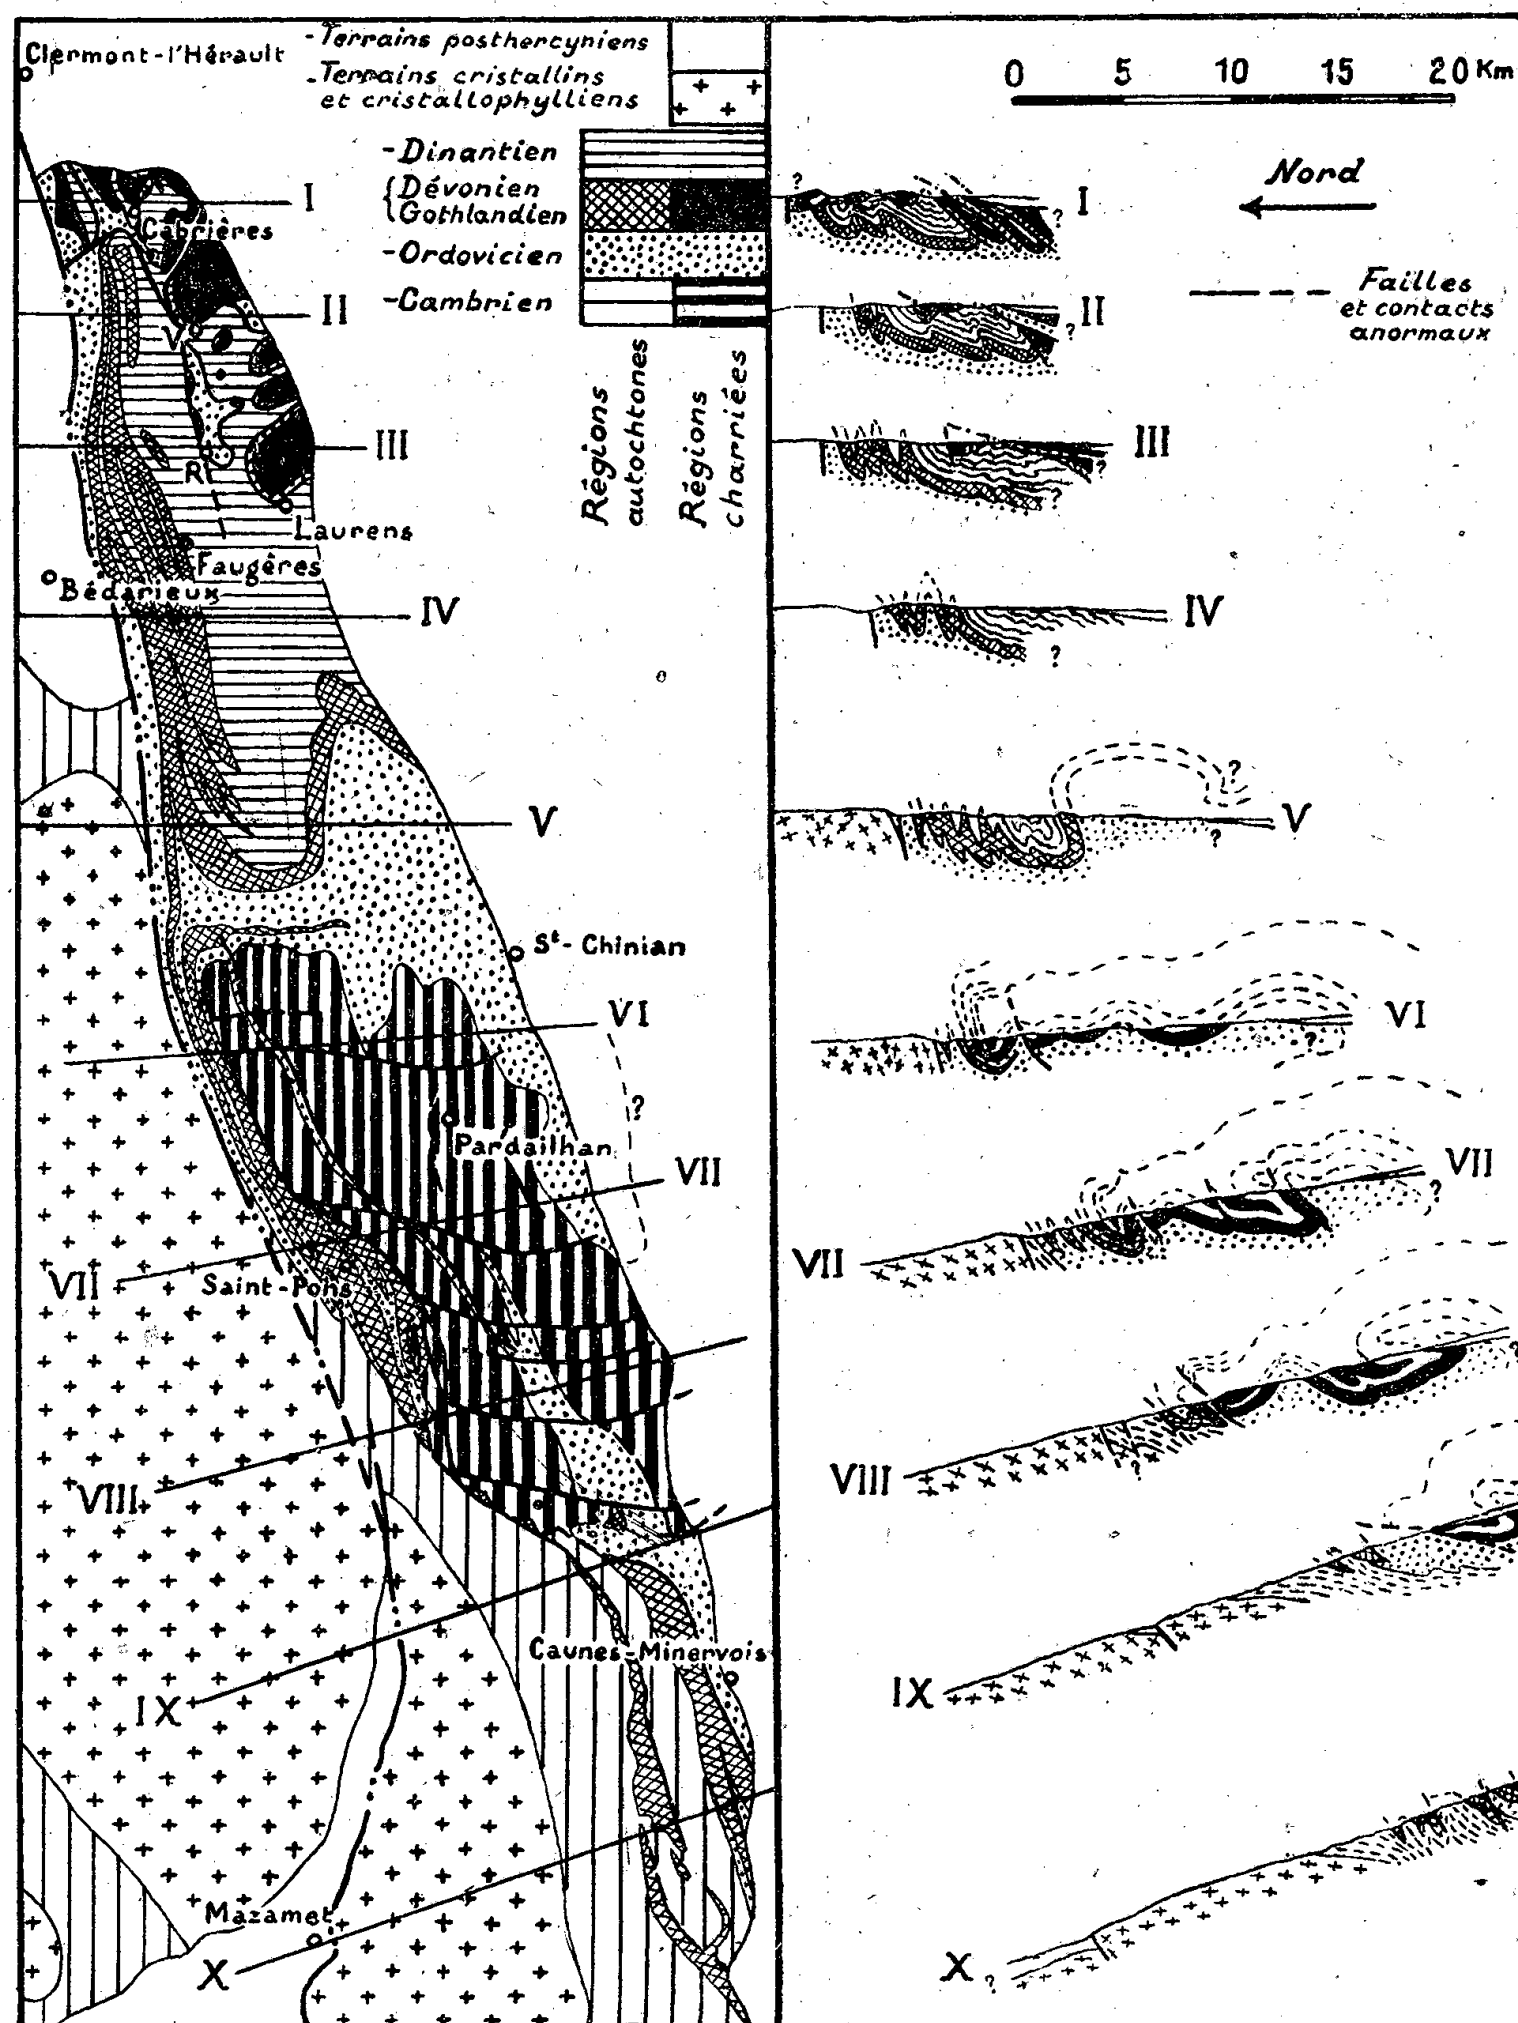 Clermont-l'Hérault
-Terrains posthercyniens
-Terrains cristallins
et cristallophylliens
-Dinantien
{Dévonien
Gothlandien
-Ordovicien
-Cambrien
Régions
autochtones
Régions
charriées
I
Cabrières
II
V
III
R
Laurens
Faugères
Bédarieux
IV
V
St- Chinian
VI
?
Pardailhan
VII
VII
Saint-Pons
VIII
Caunes-Minervois
IX
Mazamet
X
0 5 10 15 20 Km
Nord
Failles
et contacts
anormaux
?
I
?
II
?
III
?
?
IV
?
?
V
?
VI
?
VII
?
VII
VIII
?
?
IX
X
?